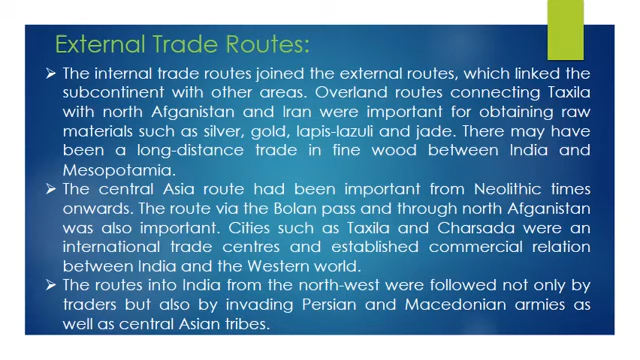 External Trade Routes:
➢ The internal trade routes joined the external routes, which linked the
subcontinent with other areas. Overland routes connecting Taxila
with north Afganistan and Iran were important for obtaining raw
materials such as silver, gold, lapis-lazuli and jade. There may have
been a long-distance trade in fine wood between India and
Mesopotamia.
➢ The central Asia route had been important from Neolithic times
onwards. The route via the Bolan pass and through north Afganistan
was also important. Cities such as Taxila and Charsada were an
international trade centres and established commercial relation
between India and the Western world.
➢ The routes into India from the north-west were followed not only by
traders but also by invading Persian and Macedonian armies as
well as central Asian tribes.